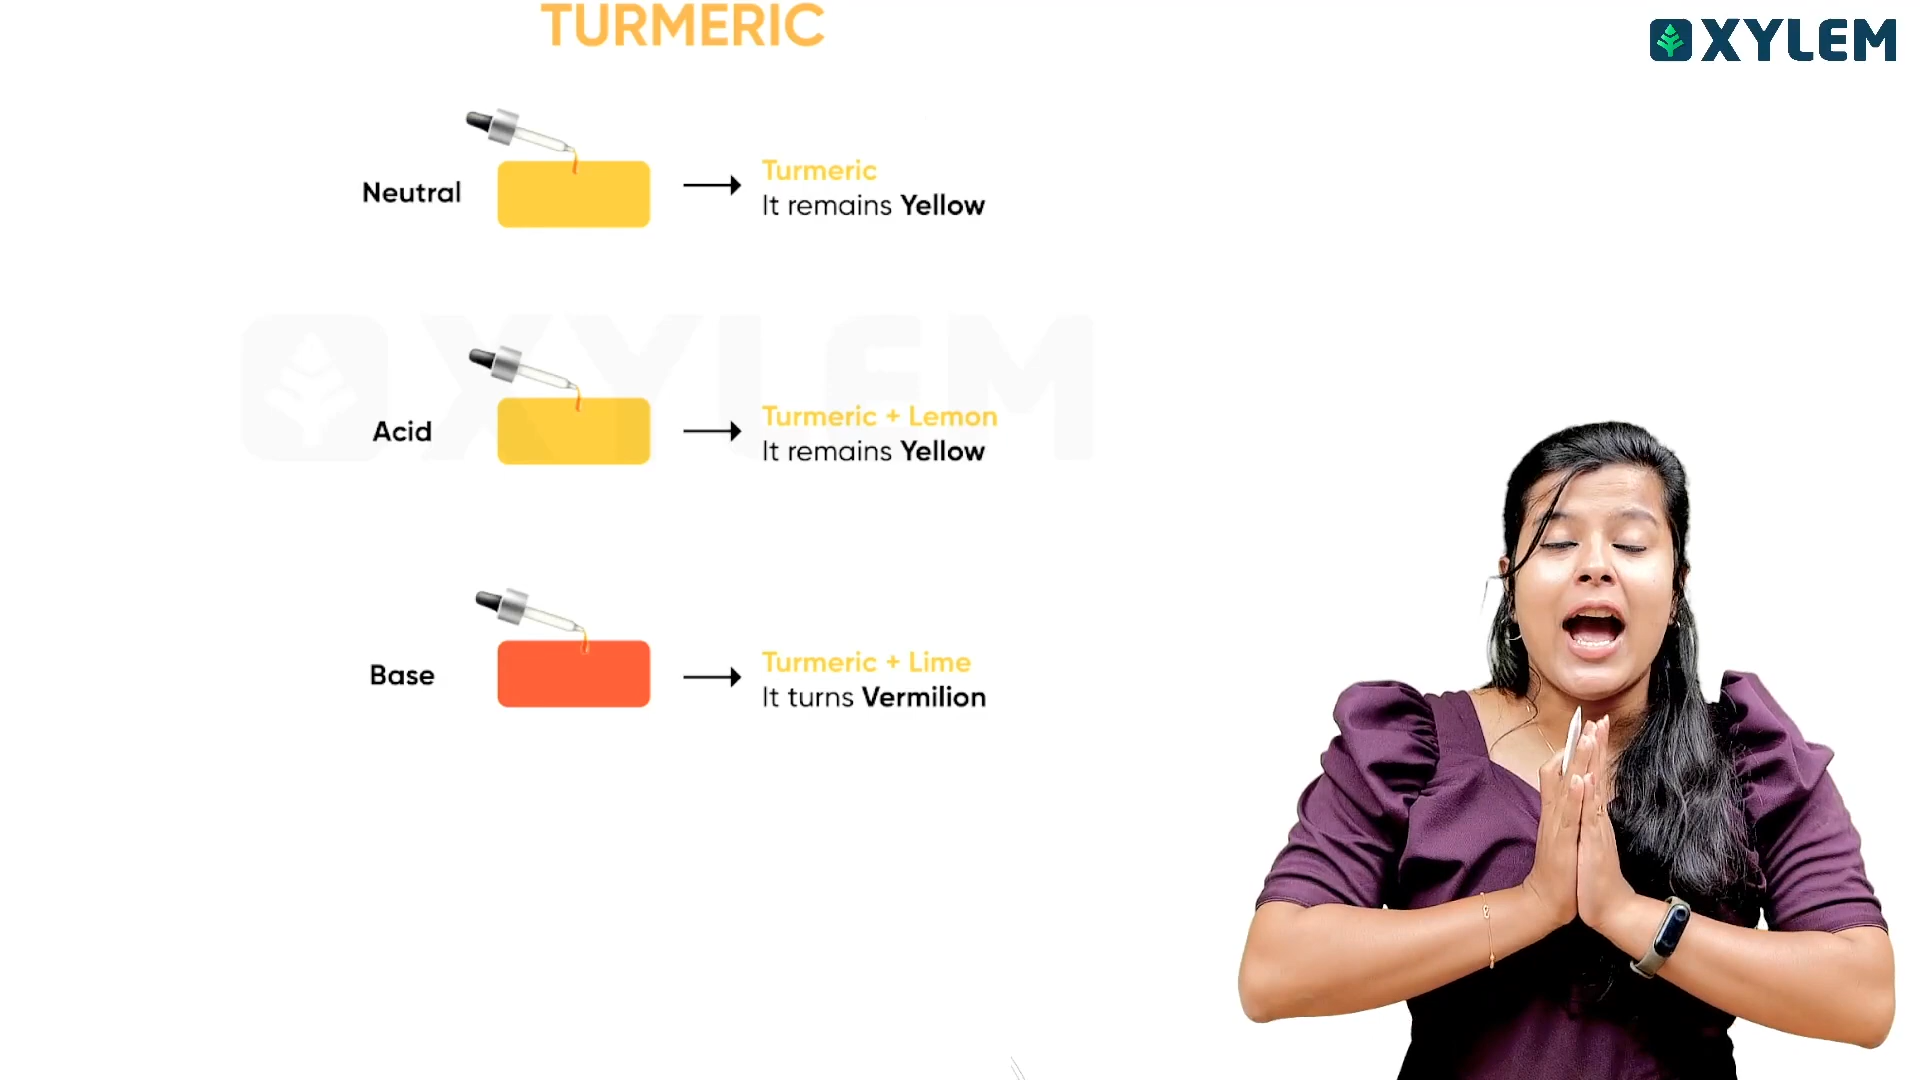 TURMERIC
XYLEM
Neutral
Turmeric
It remains Yellow
XYLEM
Acid
Turmeric + Lemon
It remains Yellow
Base
Turmeric + Lime
It turns Vermilion